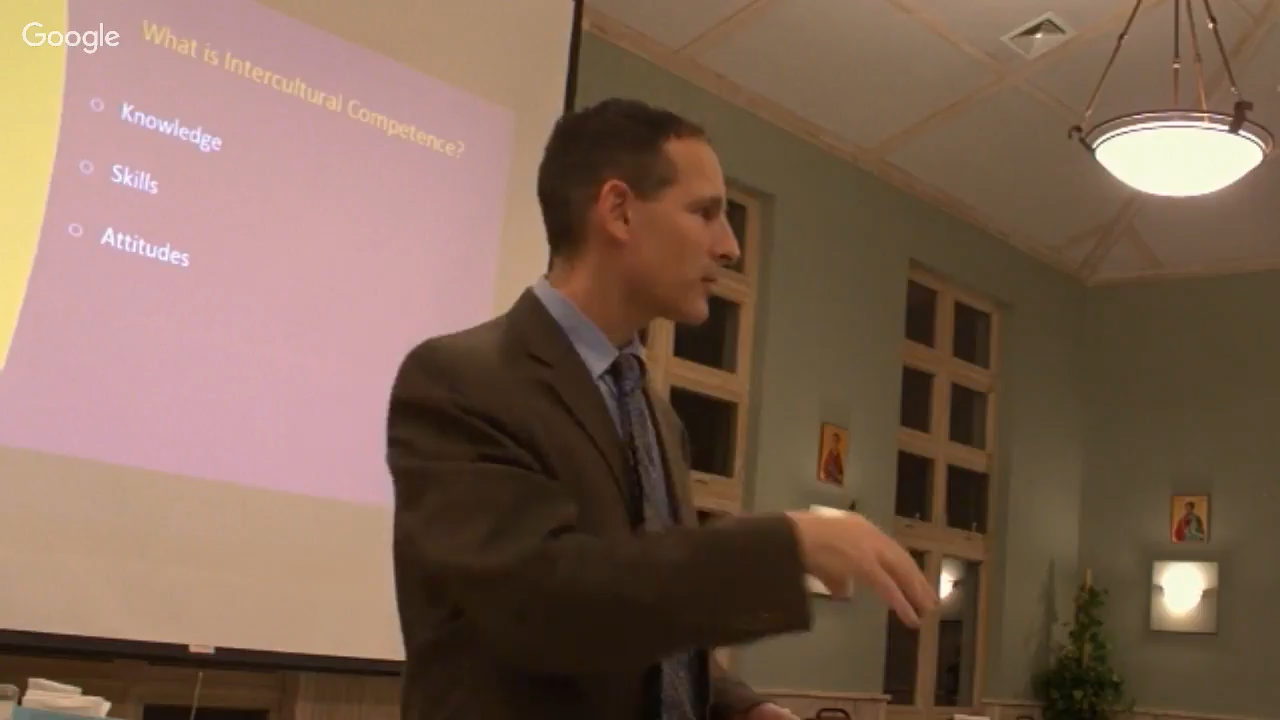 Google
What is Intercultural Competence?
Knowledge
Skills
Attitudes